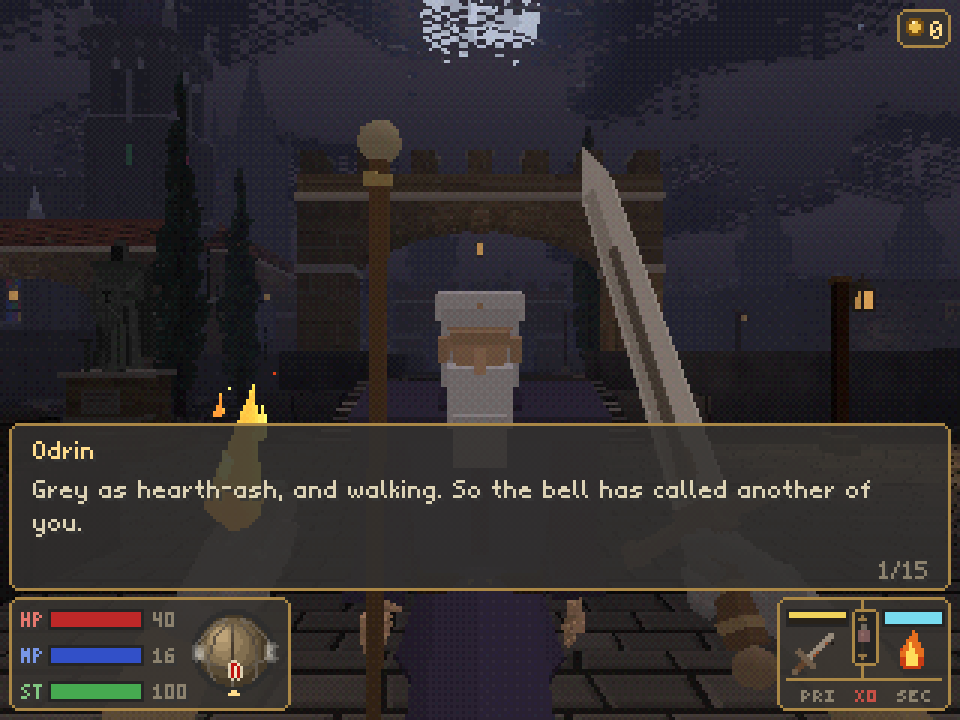 0
Odrin
Grey as hearth-ash, and walking. So the bell has called another of
you.
1/15
HP 40
MP 16
ST 100
0
PRI X0 SEC